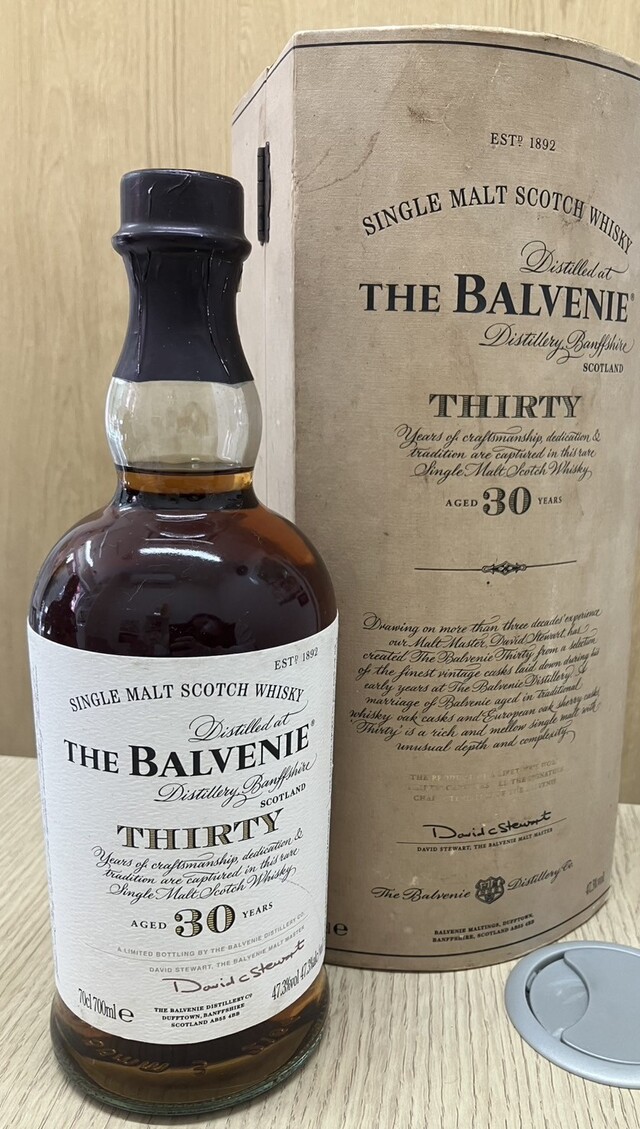 ESTD 1892
SINGLE MALT SCOTCH WHISKY
Distilled at
THE BALVENIE®
Distillery, Banffshire
SCOTLAND
THIRTY
Years of craftsmanship, dedication &
tradition are captured in this rare
Single Malt Scotch Whisky
AGED 30 YEARS
Drawing on more than three decades' experience
our Malt Master, David Stewart, has
created The Balvenie Thirty from a selection
of the finest vintage casks laid down during his
early years at The Balvenie Distillery. A
marriage of Balvenie aged in traditional
whisky oak casks and European oak sherry casks,
'Thirty' is a rich and mellow single malt with
unusual depth and complexity.
David C Stewart
DAVID STEWART, THE BALVENIE MALT MASTER
The Balvenie Distillery Co
BALVENIE MALTINGS, DUFFTOWN,
BANFFSHIRE, SCOTLAND AB55 4BB
e
ESTD 1892
SINGLE MALT SCOTCH WHISKY
Distilled at
THE BALVENIE®
Distillery, Banffshire
SCOTLAND
THIRTY
Years of craftsmanship, dedication &
tradition are captured in this rare
Single Malt Scotch Whisky
AGED 30 YEARS
A LIMITED BOTTLING BY THE BALVENIE DISTILLERY CO.
DAVID STEWART, THE BALVENIE MALT MASTER
David C Stewart
70cl 700ml e
THE BALVENIE DISTILLERY Co
DUFFTOWN, BANFFSHIRE
SCOTLAND AB55 4BB
47.3%vol